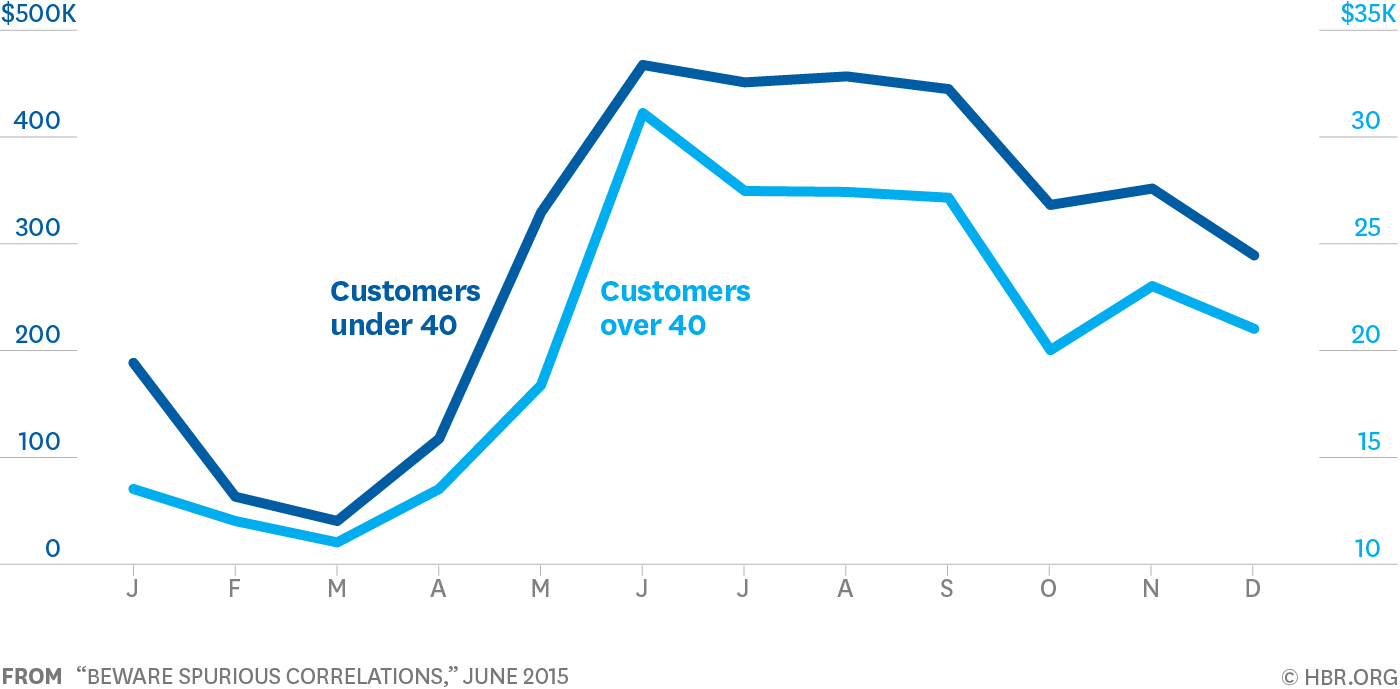 $500K
$35K
400
30
300
25
Customers
under 40
Customers
over 40
200
20
100
15
0
10
J F M A M J J A S O N D
FROM “BEWARE SPURIOUS CORRELATIONS,” JUNE 2015
© HBR.ORG